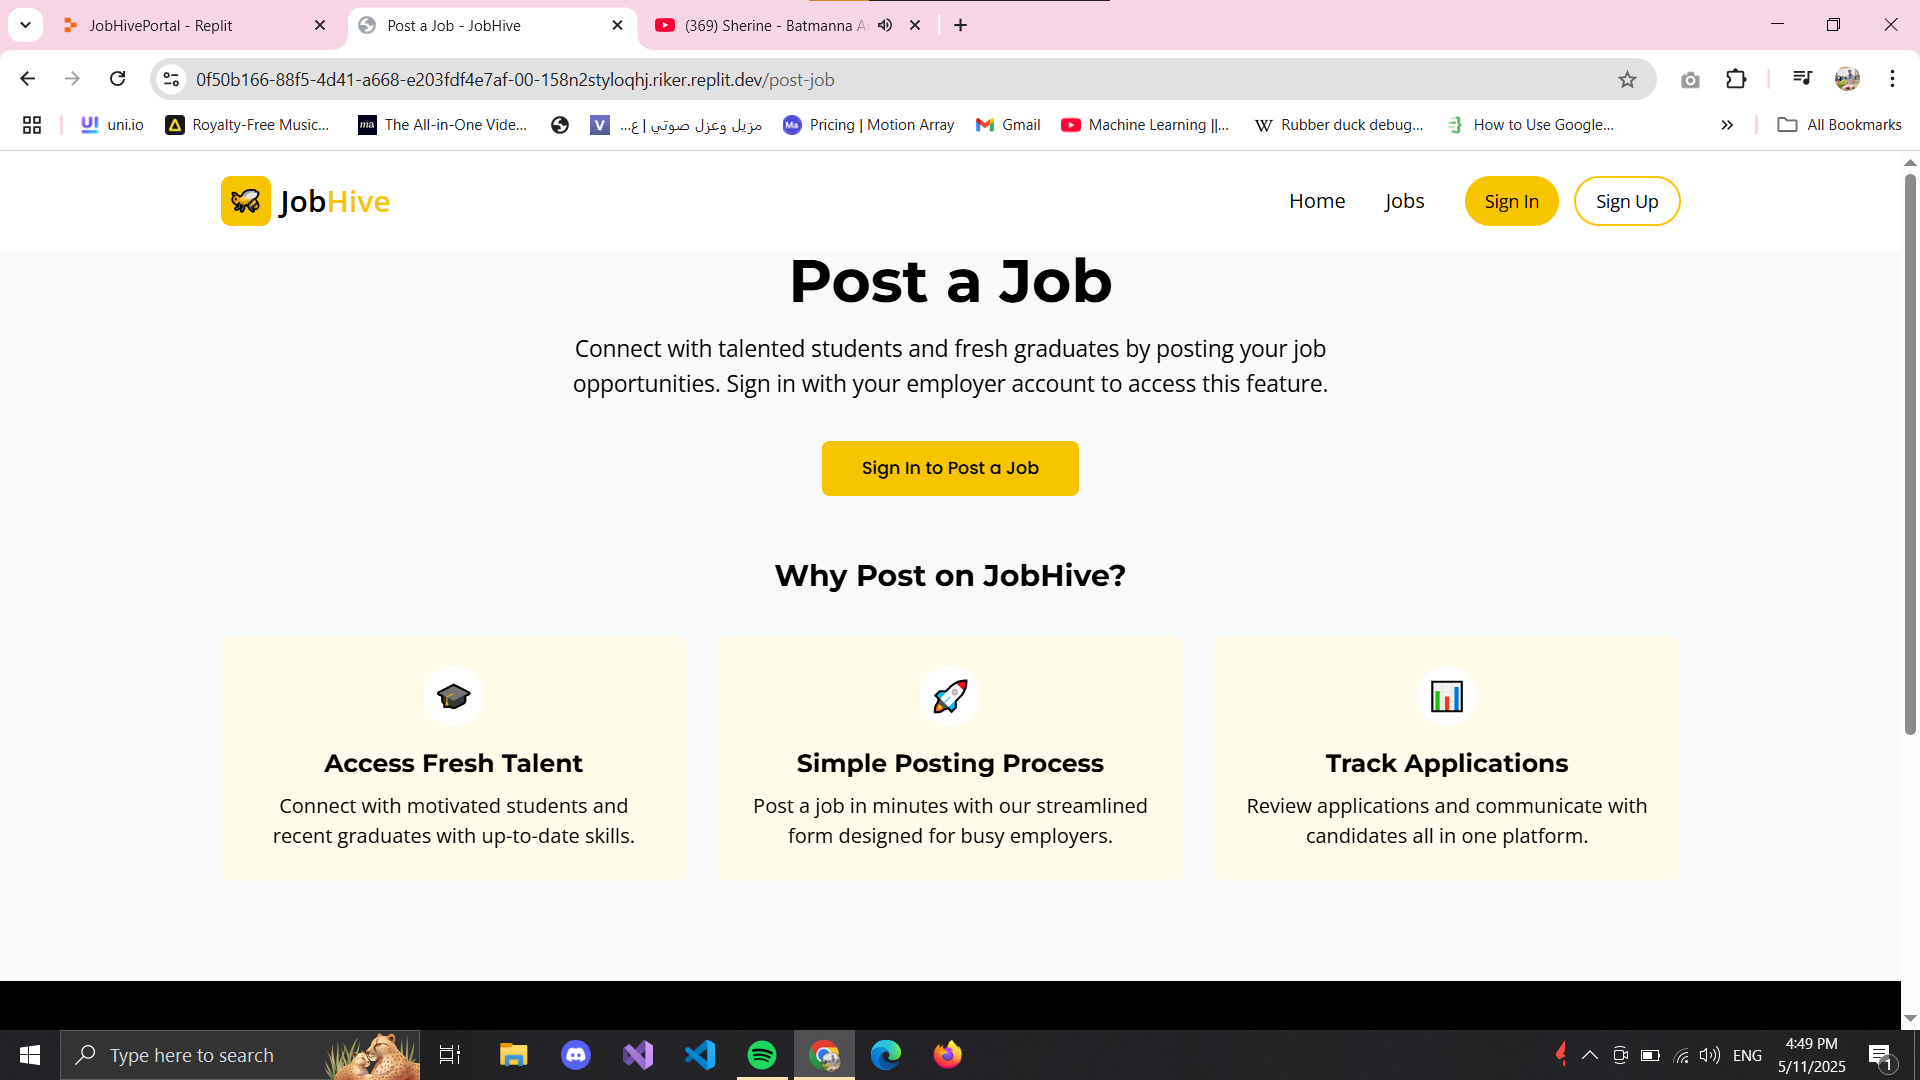 JobHivePortal - Replit
Post a Job - JobHive
(369) Sherine - Batmanna A
0f50b166-88f5-4d41-a668-e203fdf4e7af-00-158n2styloqhj.riker.replit.dev/post-job
uni.io
Royalty-Free Music...
ma
The All-in-One Vide...
V
مزيل وعزل صوتي | ع...
Ma
Pricing | Motion Array
Gmail
Machine Learning ||...
W
Rubber duck debug...
How to Use Google...
All Bookmarks
JobHive
Home
Jobs
Sign In
Sign Up
Post a Job
Connect with talented students and fresh graduates by posting your job
opportunities. Sign in with your employer account to access this feature.
Sign In to Post a Job
Why Post on JobHive?
Access Fresh Talent
Connect with motivated students and
recent graduates with up-to-date skills.
Simple Posting Process
Post a job in minutes with our streamlined
form designed for busy employers.
Track Applications
Review applications and communicate with
candidates all in one platform.
Type here to search
ENG
4:49 PM
5/11/2025
1